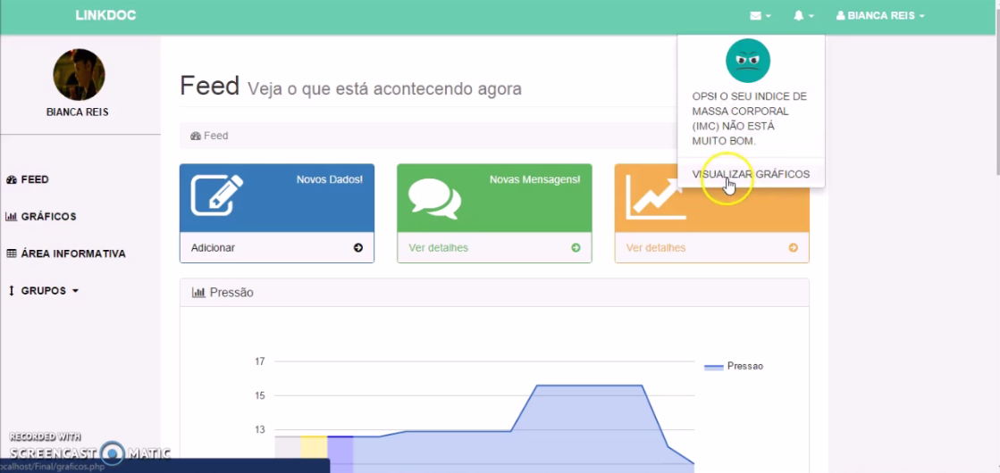 LINKDOC
BIANCA REIS
BIANCA REIS
OPS! O SEU INDICE DE
MASSA CORPORAL
(IMC) NÃO ESTÁ
MUITO BOM.
VISUALIZAR GRÁFICOS
Feed Veja o que está acontecendo agora
Feed
FEED
GRÁFICOS
ÁREA INFORMATIVA
GRUPOS
Novos Dados!
Adicionar
Novas Mensagens!
Ver detalhes
Ver detalhes
Pressão
17
15
13
Pressao
RECORDED WITH
SCREENCAST MATIC
ocalhost/Final/graficos.php